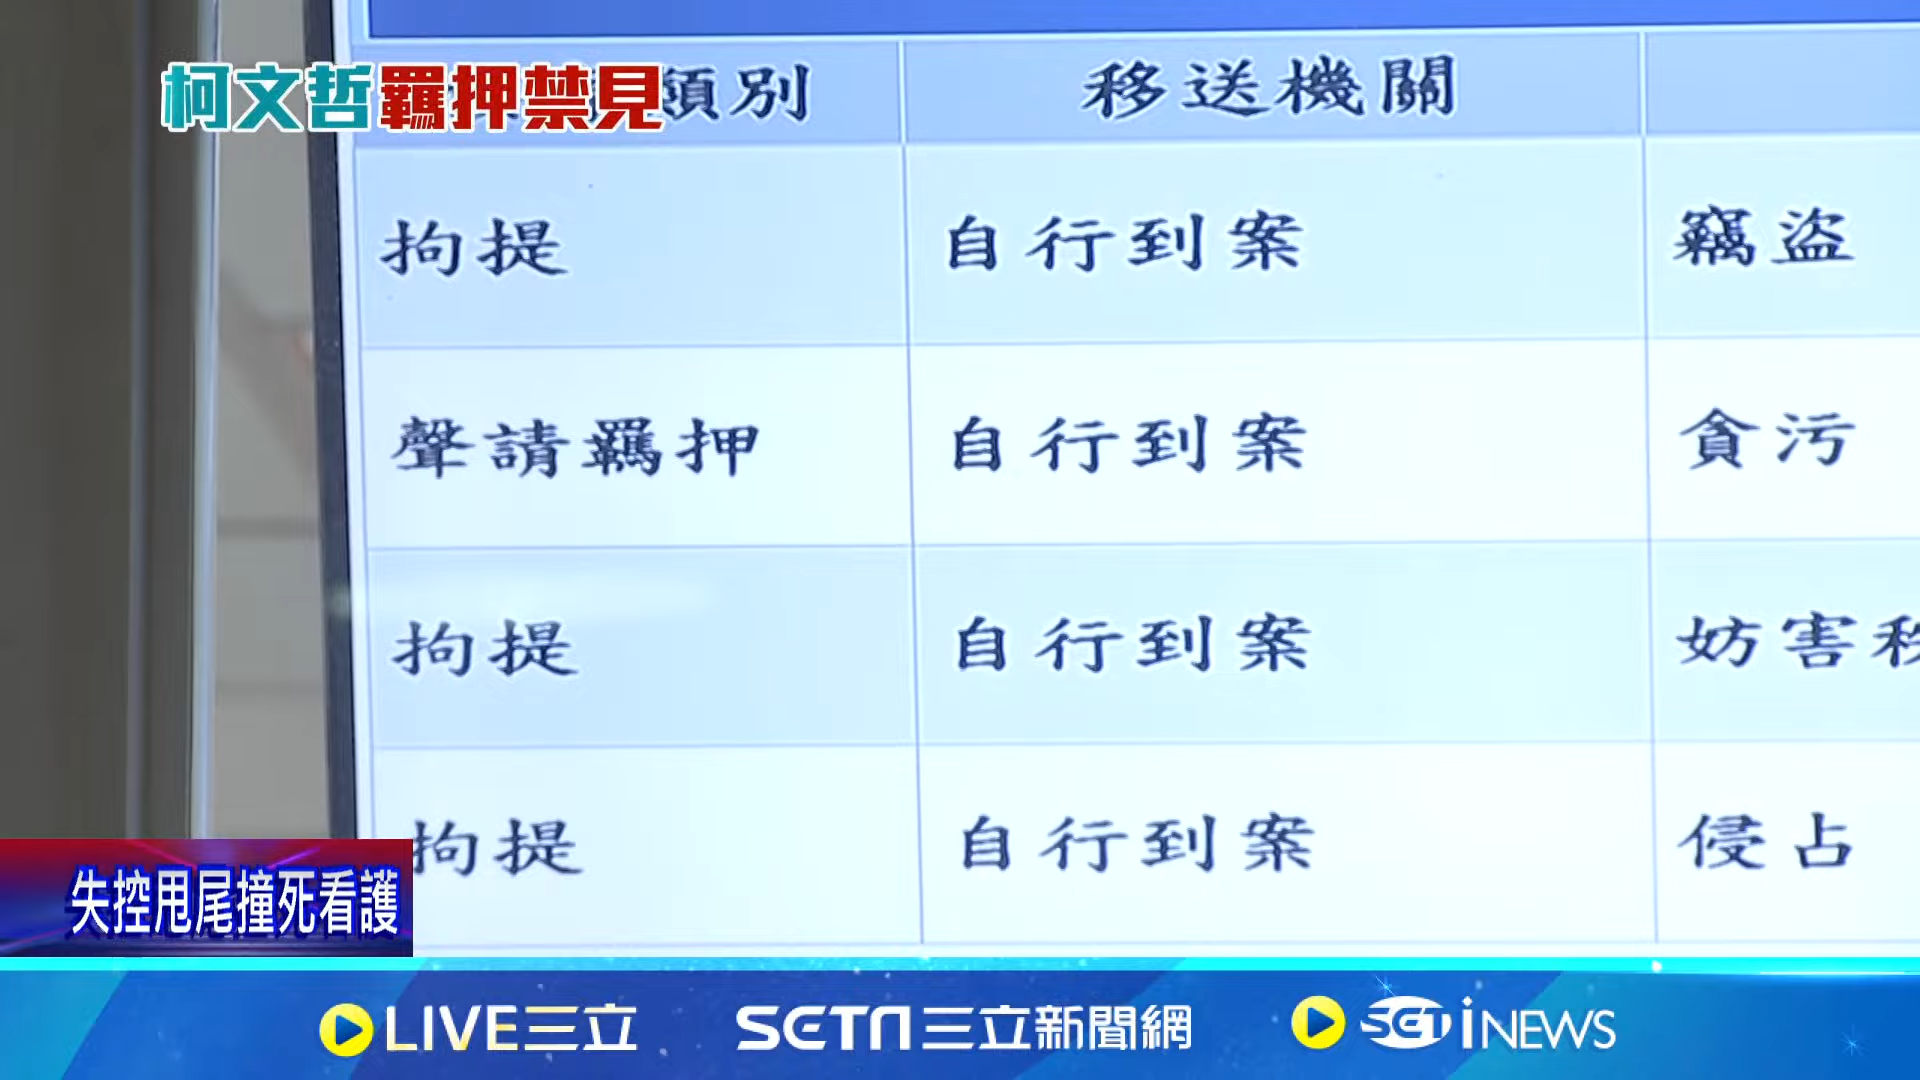 柯文哲羈押禁見
類別 移送機關
拘提 自行到案 竊盜
聲請羈押 自行到案 貪污
拘提 自行到案 妨害秩
拘提 自行到案 侵占
失控甩尾撞死看護
LIVE三立 SETN三立新聞網 SETiNEWS